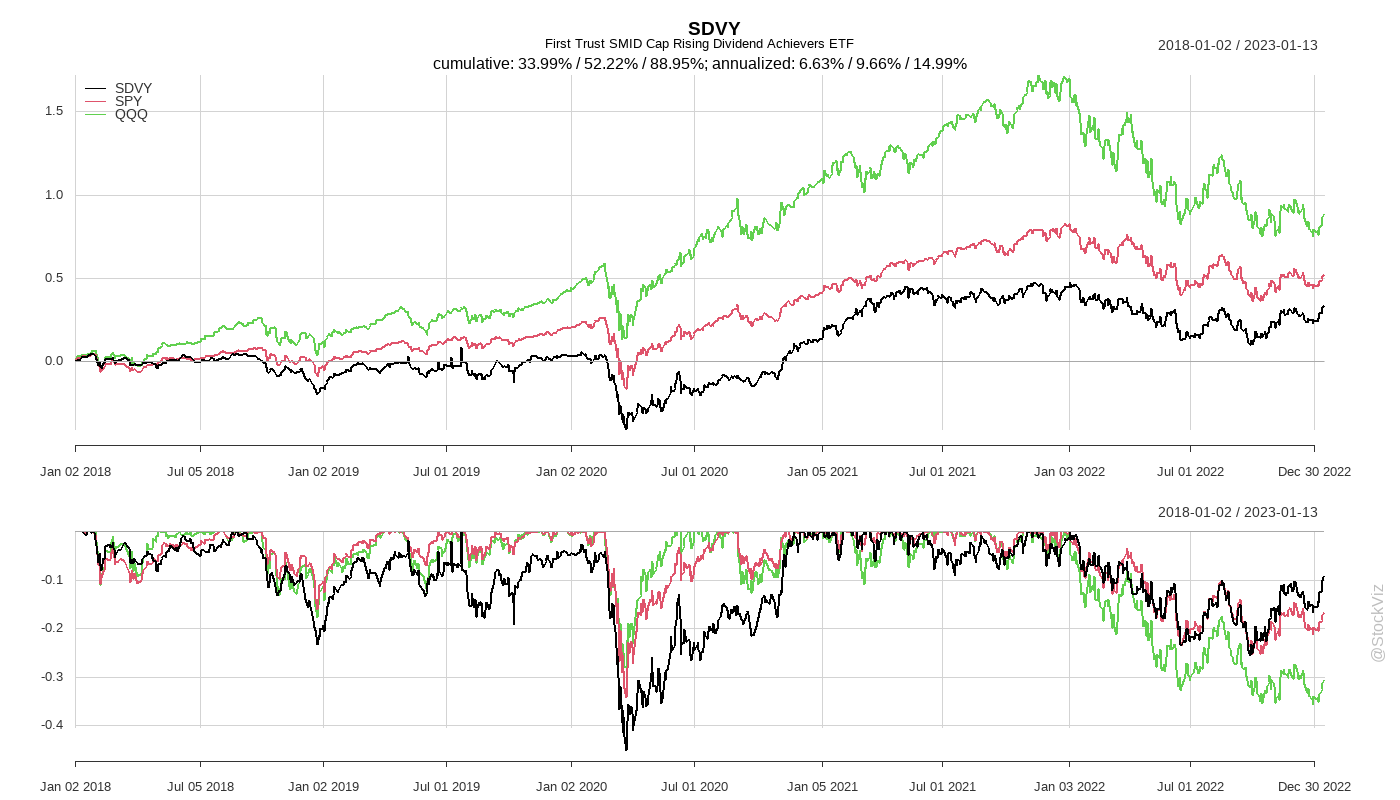 SDVY
First Trust SMID Cap Rising Dividend Achievers ETF
2018-01-02 / 2023-01-13
cumulative: 33.99% / 52.22% / 88.95%; annualized: 6.63% / 9.66% / 14.99%
SDVY
SPY
QQQ
1.5
1.0
0.5
0.0
Jan 02 2018 Jul 05 2018 Jan 02 2019 Jul 01 2019 Jan 02 2020 Jul 01 2020 Jan 05 2021 Jul 01 2021 Jan 03 2022 Jul 01 2022 Dec 30 2022
2018-01-02 / 2023-01-13
-0.1
-0.2
-0.3
-0.4
Jan 02 2018 Jul 05 2018 Jan 02 2019 Jul 01 2019 Jan 02 2020 Jul 01 2020 Jan 05 2021 Jul 01 2021 Jan 03 2022 Jul 01 2022 Dec 30 2022
@StockViz